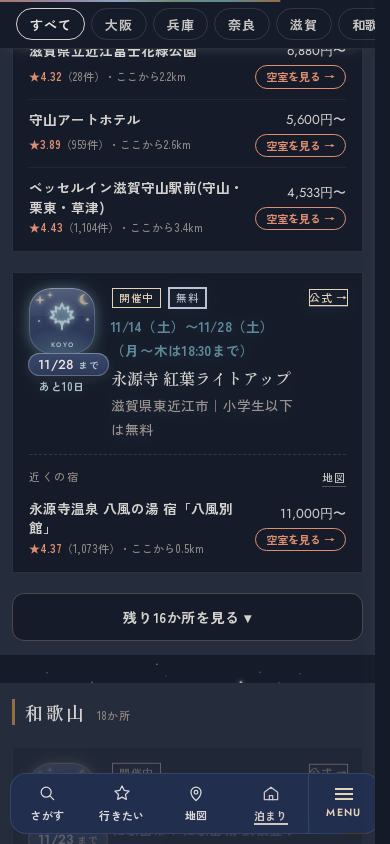 すべて 大阪 兵庫 奈良 滋賀 和歌
滋賀県立近江富士花緑公園 6,880円〜
★4.32（28件）・ここから2.2km 空室を見る →
守山アートホテル 5,600円〜
★3.89（959件）・ここから2.6km 空室を見る →
ベッセルイン滋賀守山駅前(守山・
栗東・草津) 4,533円〜
★4.43（1,104件）・ここから3.4km 空室を見る →
開催中 無料 公式 →
KOYO
11/28 まで
あと10日
11/14（土）〜11/28（土）
（月〜木は18:30まで）
永源寺 紅葉ライトアップ
滋賀県東近江市｜小学生以下
は無料
近くの宿 地図
永源寺温泉 八風の湯 宿「八風別
館」 11,000円〜
★4.37（1,073件）・ここから0.5km 空室を見る →
残り16か所を見る ▾
和歌山 18か所
開催中 公式 →
さがす 行きたい 地図 泊まり MENU
11/23 まで